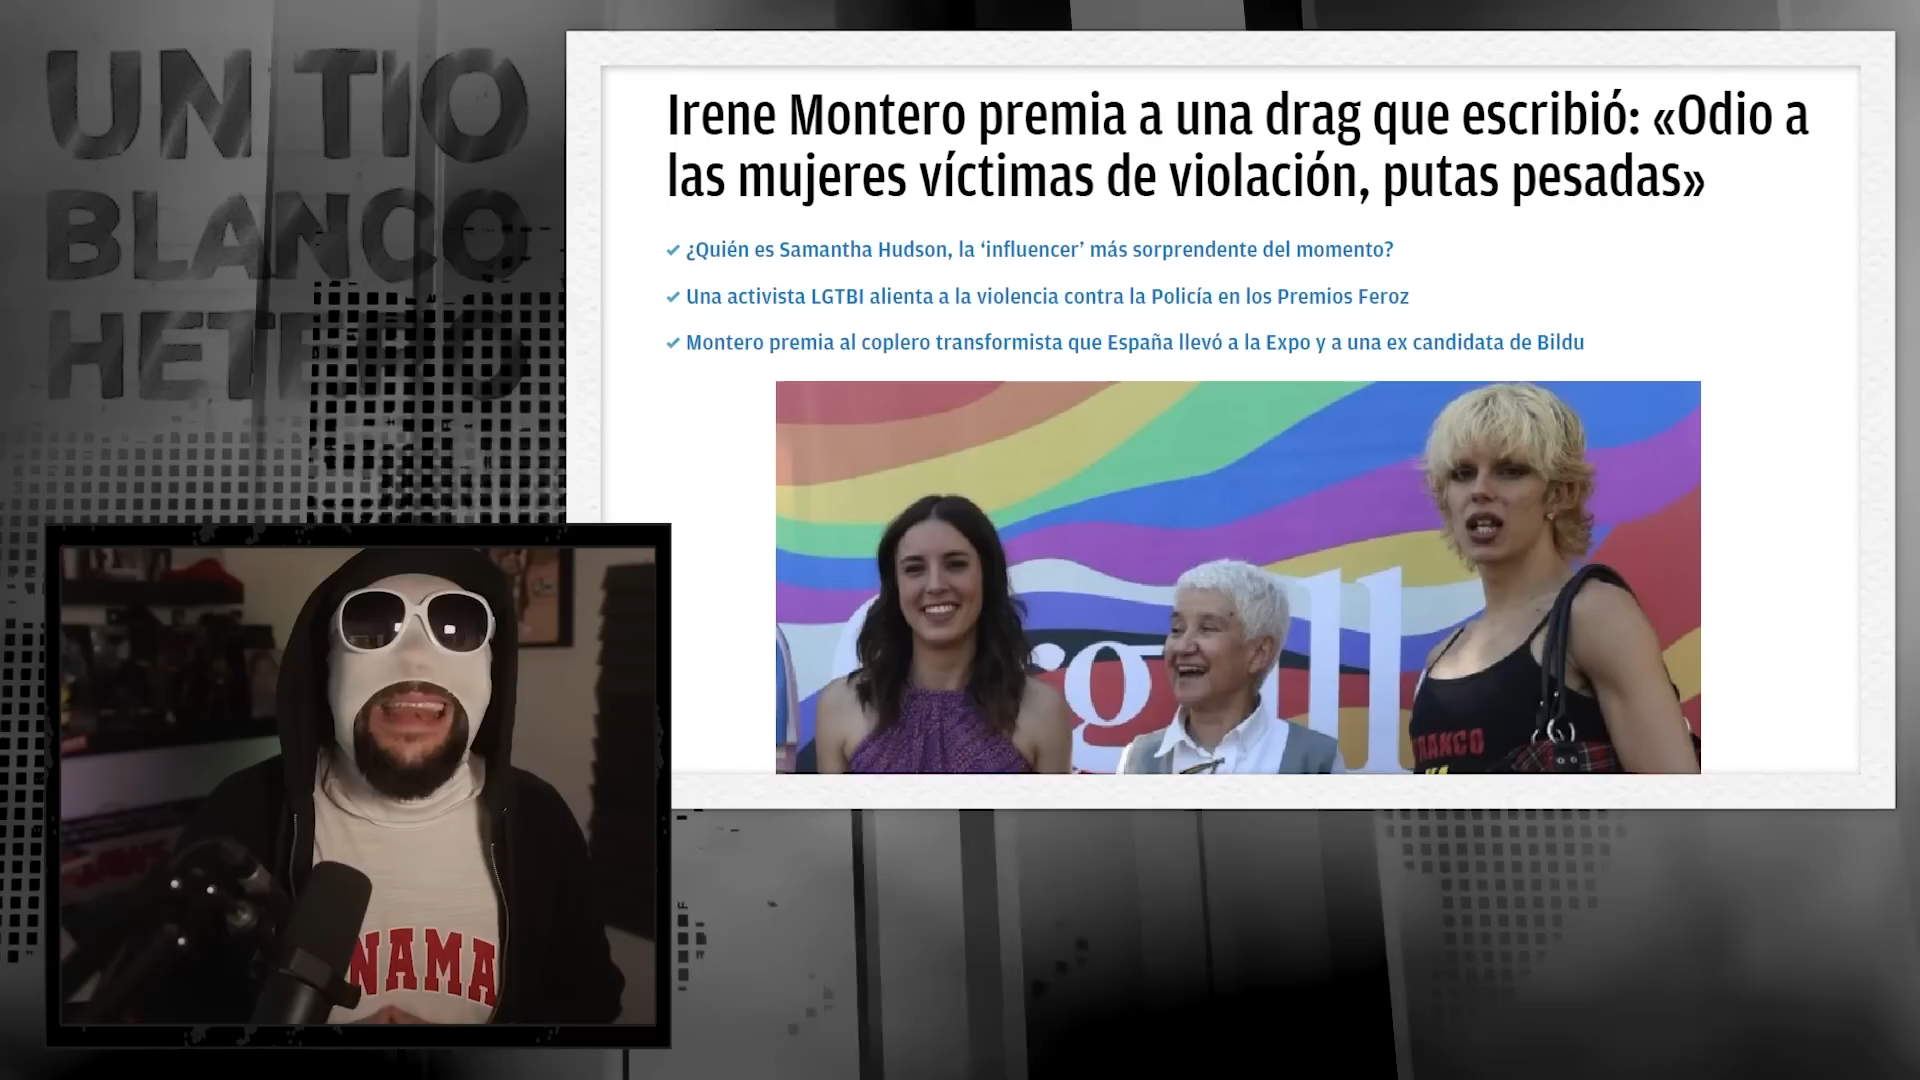 UN TIO
BLANCO
HETERO
Irene Montero premia a una drag que escribió: «Odio a
las mujeres víctimas de violación, putas pesadas»
¿Quién es Samantha Hudson, la ‘influencer’ más sorprendente del momento?
Una activista LGTBI alienta a la violencia contra la Policía en los Premios Feroz
Montero premia al coplero transformista que España llevó a la Expo y a una ex candidata de Bildu
rgull
RANCO
NAMA